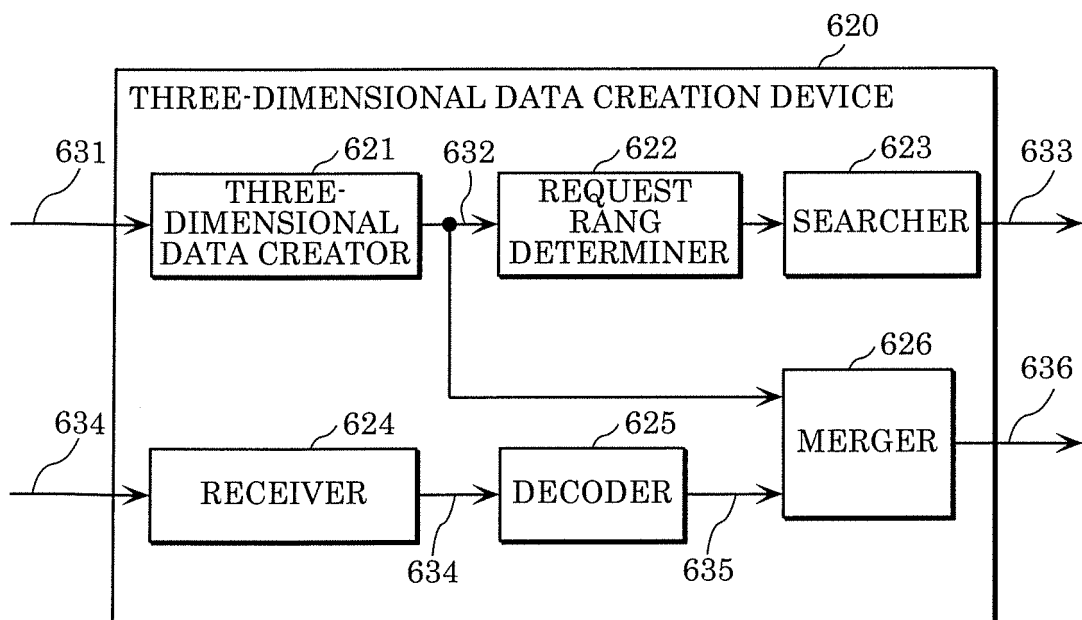 620
THREE-DIMENSIONAL DATA CREATION DEVICE
631
621
632
622
623
633
THREE-
DIMENSIONAL
DATA CREATOR
REQUEST
RANG
DETERMINER
SEARCHER
626
636
634
624
625
MERGER
RECEIVER
DECODER
634
635